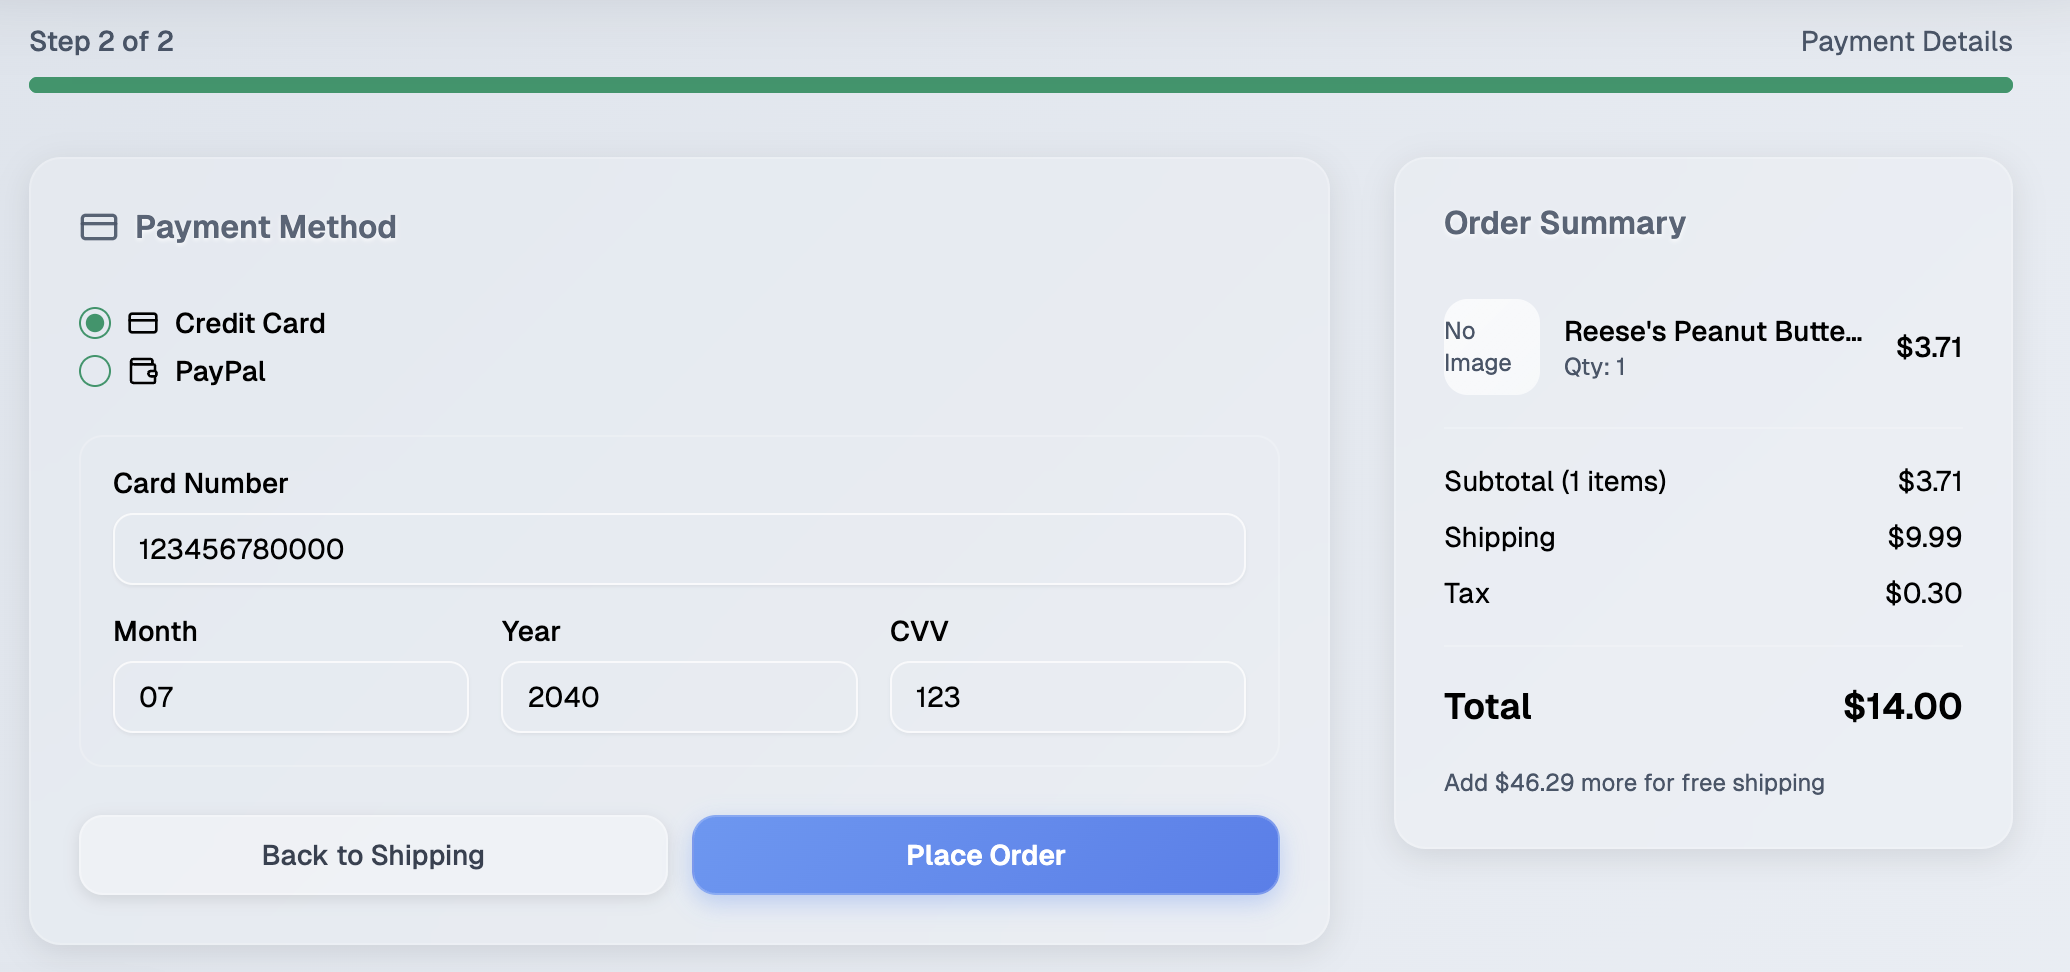 Step 2 of 2
Payment Details
Payment Method
Credit Card
PayPal
Card Number
123456780000
Month
Year
CVV
07
2040
123
Back to Shipping
Place Order
Order Summary
No
Image
Reese's Peanut Butte...
Qty: 1
$3.71
Subtotal (1 items) $3.71
Shipping $9.99
Tax $0.30
Total $14.00
Add $46.29 more for free shipping